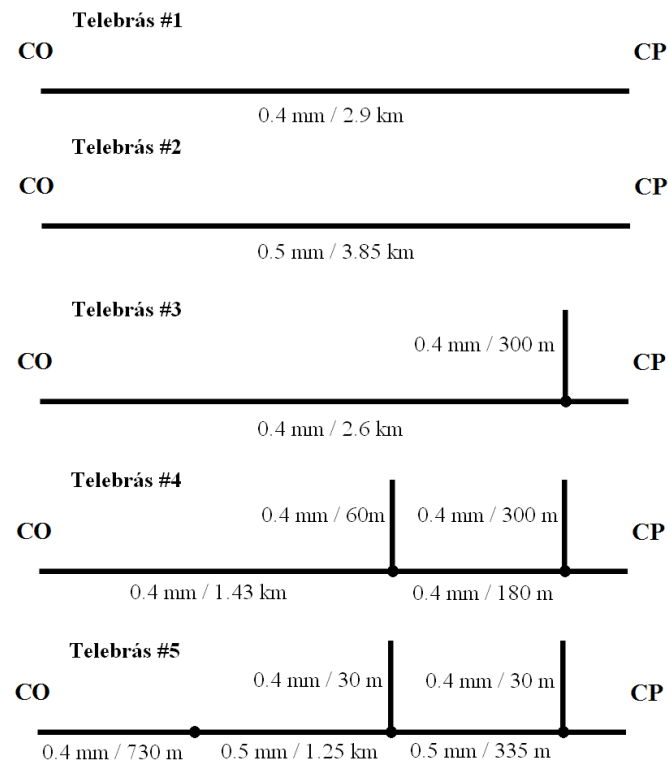 Telebrás #1
CO CP
0.4 mm / 2.9 km
Telebrás #2
CO CP
0.5 mm / 3.85 km
Telebrás #3
0.4 mm / 300 m
CO CP
0.4 mm / 2.6 km
Telebrás #4
0.4 mm / 60m 0.4 mm / 300 m
CO CP
0.4 mm / 1.43 km 0.4 mm / 180 m
Telebrás #5
0.4 mm / 30 m 0.4 mm / 30 m
CO CP
0.4 mm / 730 m 0.5 mm / 1.25 km 0.5 mm / 335 m